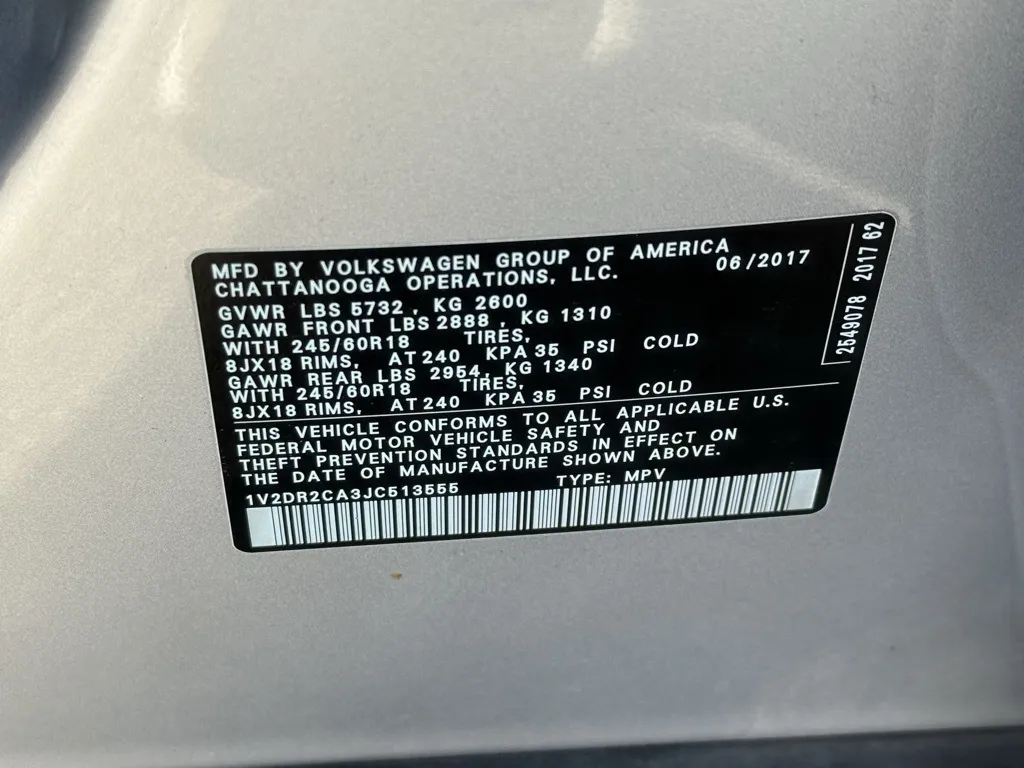 MFD BY VOLKSWAGEN GROUP OF AMERICA
CHATTANOOGA OPERATIONS, LLC. 06/2017
GVWR LBS 5732 , KG 2600
GAWR FRONT LBS 2888 , KG 1310
WITH 245/60R18 TIRES,
8JX18 RIMS, AT 240 KPA 35 PSI COLD
GAWR REAR LBS 2954, KG 1340
WITH 245/60R18 TIRES,
8JX18 RIMS, AT 240 KPA 35 PSI COLD
THIS VEHICLE CONFORMS TO ALL APPLICABLE U.S.
FEDERAL MOTOR VEHICLE SAFETY AND
THEFT PREVENTION STANDARDS IN EFFECT ON
THE DATE OF MANUFACTURE SHOWN ABOVE.
1V2DR2CA3JC513555 TYPE: MPV
2549078 2017 62